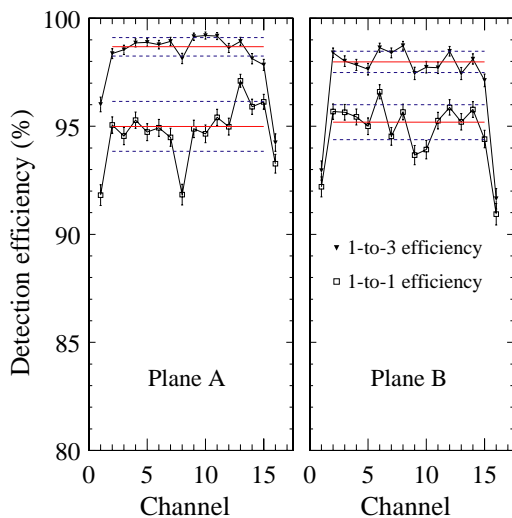 100
95
90
85
80
Detection efficiency (%)
1-to-3 efficiency
1-to-1 efficiency
Plane A
Plane B
0 5 10 15
0 5 10 15
Channel
Channel